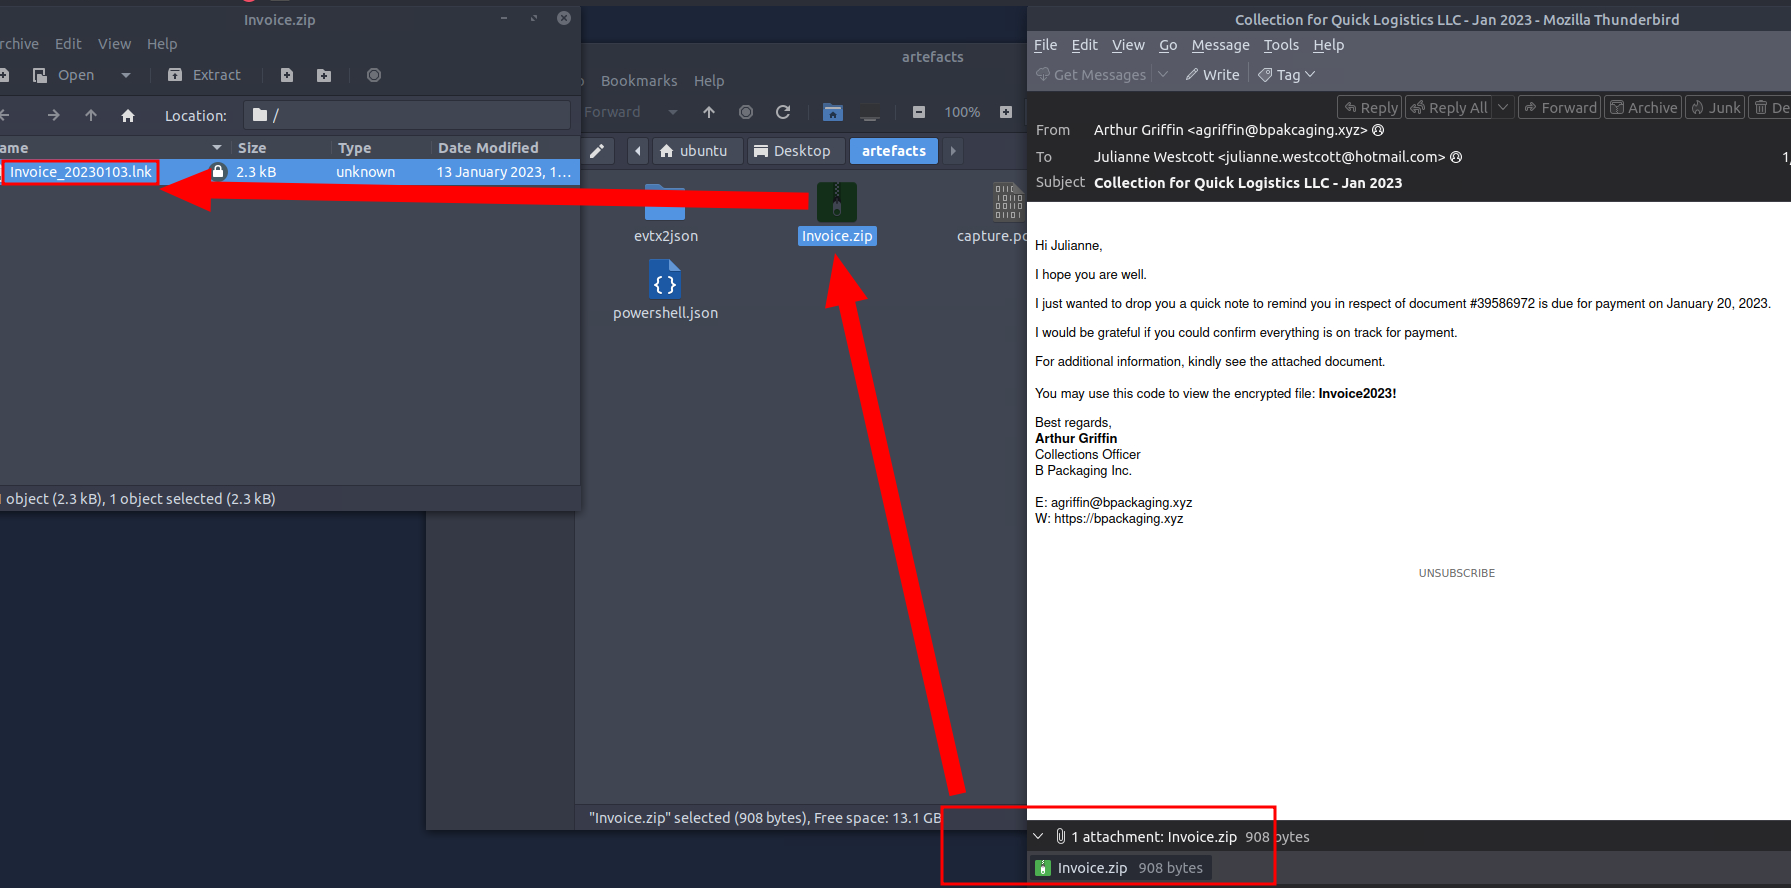 Invoice.zip
rchive Edit View Help
Open Extract
Location: /
ame Size Type Date Modified
Invoice_20230103.lnk 2.3 kB unknown 13 January 2023, 1…
1 object (2.3 kB), 1 object selected (2.3 kB)
artefacts
Bookmarks Help
Forward 100%
ubuntu Desktop artefacts
evtx2json
Invoice.zip
capture.pc
powershell.json
"Invoice.zip" selected (908 bytes), Free space: 13.1 GB
Collection for Quick Logistics LLC - Jan 2023 - Mozilla Thunderbird
File Edit View Go Message Tools Help
Get Messages Write Tag
Reply Reply All Forward Archive Junk De
From Arthur Griffin <agriffin@bpakcaging.xyz>
To Julianne Westcott <julianne.westcott@hotmail.com> 1,
Subject Collection for Quick Logistics LLC - Jan 2023
Hi Julianne,
I hope you are well.
I just wanted to drop you a quick note to remind you in respect of document #39586972 is due for payment on January 20, 2023.
I would be grateful if you could confirm everything is on track for payment.
For additional information, kindly see the attached document.
You may use this code to view the encrypted file: Invoice2023!
Best regards,
Arthur Griffin
Collections Officer
B Packaging Inc.
E: agriffin@bpackaging.xyz
W: https://bpackaging.xyz
UNSUBSCRIBE
1 attachment: Invoice.zip 908 bytes
Invoice.zip 908 bytes